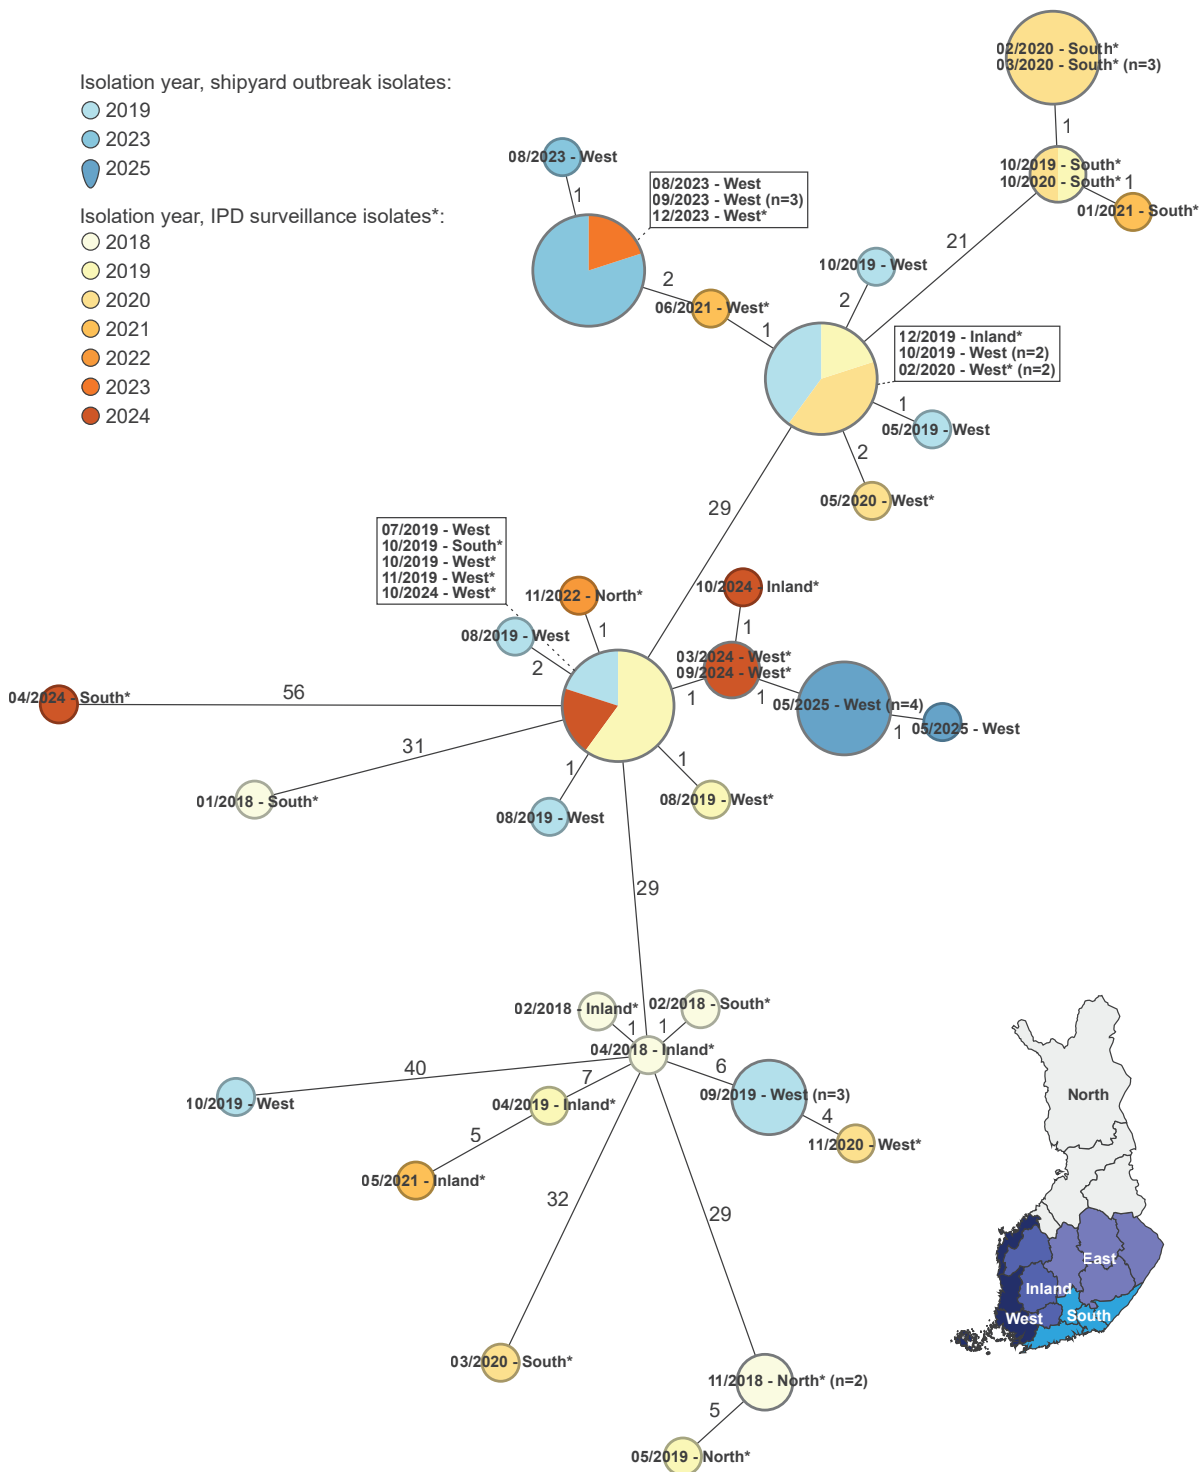 02/2020 - South*
03/2020 - South* (n=3)
Isolation year, shipyard outbreak isolates:
2019
2023
2025
Isolation year, IPD surveillance isolates*:
2018
2019
2020
2021
2022
2023
2024
1
10/2019 - South*
10/2020 - South*
1
01/2021 - South*
08/2023 - West
1
08/2023 - West
09/2023 - West (n=3)
12/2023 - West*
21
10/2019 - West
2
2
06/2021 - West*
1
12/2019 - Inland*
10/2019 - West (n=2)
02/2020 - West* (n=2)
1
05/2019 - West
2
05/2020 - West*
29
07/2019 - West
10/2019 - South*
10/2019 - West*
11/2019 - West*
10/2024 - West*
11/2022 - North*
1
08/2019 - West
2
10/2024 - Inland*
1
03/2024 - West*
09/2024 - West*
1
1
05/2025 - West (n=4)
1
05/2025 - West
04/2024 - South*
56
31
01/2018 - South*
1
08/2019 - West
1
08/2019 - West*
29
02/2018 - Inland*
02/2018 - South*
1
1
04/2018 - Inland*
40
10/2019 - West
7
04/2019 - Inland*
5
05/2021 - Inland*
6
09/2019 - West (n=3)
4
11/2020 - West*
32
03/2020 - South*
29
11/2018 - North* (n=2)
5
05/2019 - North*
North
East
Inland
West
South